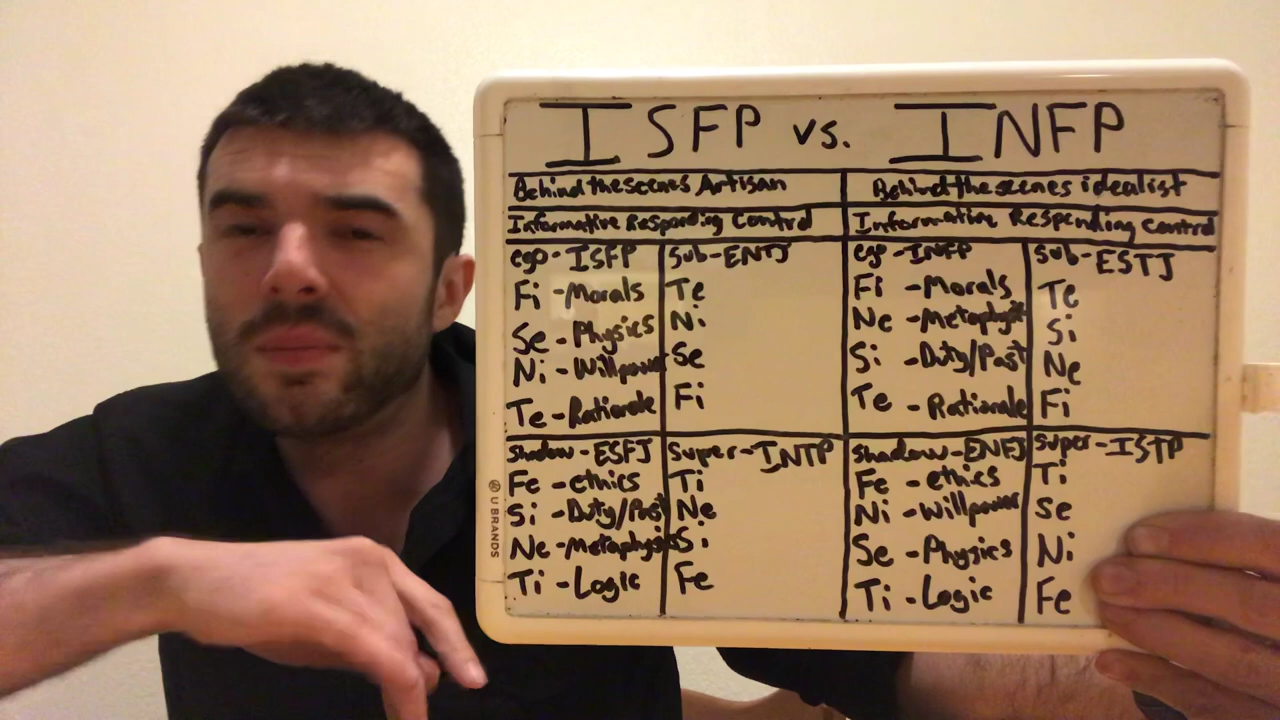 ISFP vs. INFP
Behind the scenes Artisan
Behind the scenes idealist
Informative Responding Control
Informative Responding Control
ego - ISFP
Fi - Morals
Se - Physics
Ni - Willpower
Te - Rationale
Sub - ENTJ
Te
Ni
Se
Fi
ego - INFP
Fi - Morals
Ne - Metaphysics
Si - Duty/Past
Te - Rationale
Sub - ESTJ
Te
Si
Ne
Fi
Shadow - ESFJ
Fe - ethics
Si - Duty/Past
Ne - Metaphysics
Ti - Logic
Super - INTP
Ti
Ne
Si
Fe
Shadow - ENFJ
Fe - ethics
Ni - Willpower
Se - Physics
Ti - Logic
Super - ISTP
Ti
Se
Ni
Fe
U BRANDS